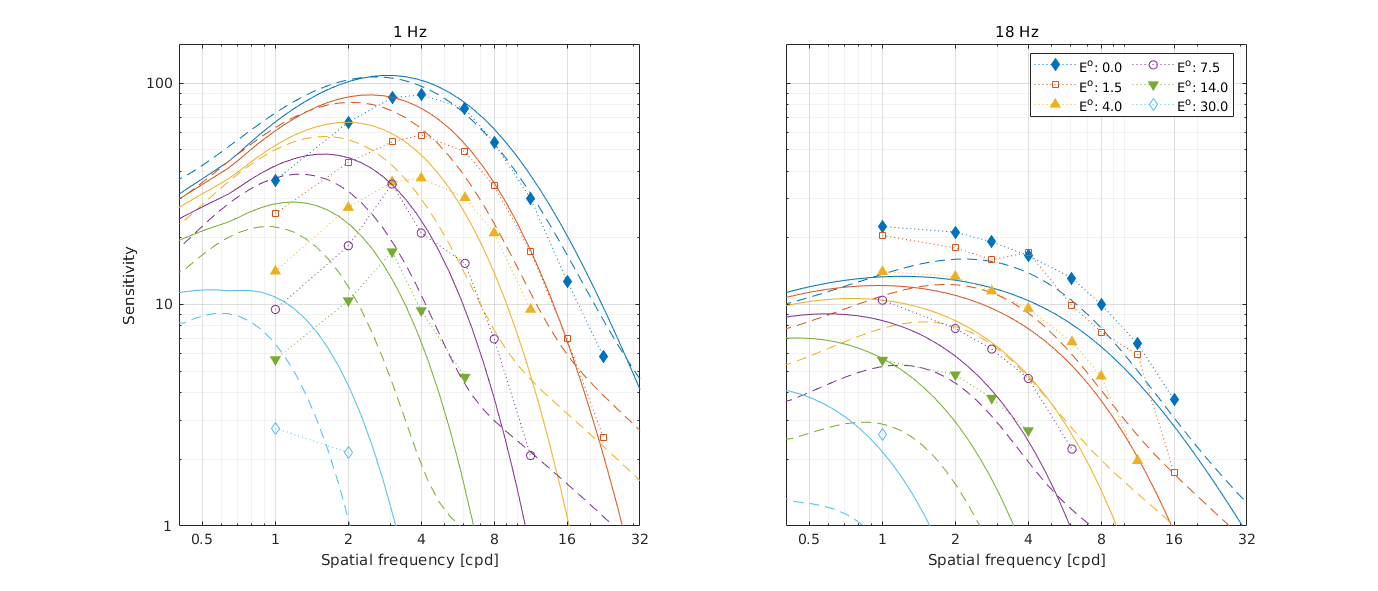 1 Hz
100
10
1
0.5 1 2 4 8 16 32
Spatial frequency [cpd]
Sensitivity
18 Hz
E°: 0.0 E°: 7.5
E°: 1.5 E°: 14.0
E°: 4.0 E°: 30.0
0.5 1 2 4 8 16 32
Spatial frequency [cpd]